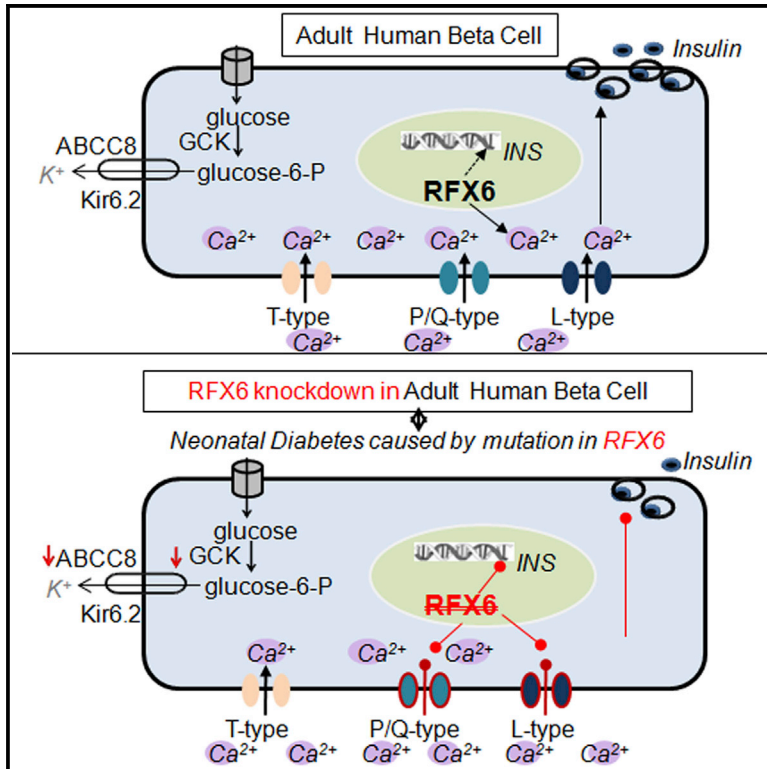 Adult Human Beta Cell
Insulin
glucose
GCK
ABCC8
K+ glucose-6-P
Kir6.2
INS
RFX6
Ca2+ Ca2+ Ca2+ Ca2+ Ca2+ Ca2+
T-type P/Q-type L-type
Ca2+ Ca2+ Ca2+
RFX6 knockdown in Adult Human Beta Cell
Neonatal Diabetes caused by mutation in RFX6
Insulin
glucose
ABCC8 GCK
K+ glucose-6-P
Kir6.2
INS
RFX6
Ca2+ Ca2+ Ca2+
T-type P/Q-type L-type
Ca2+ Ca2+ Ca2+ Ca2+ Ca2+ Ca2+